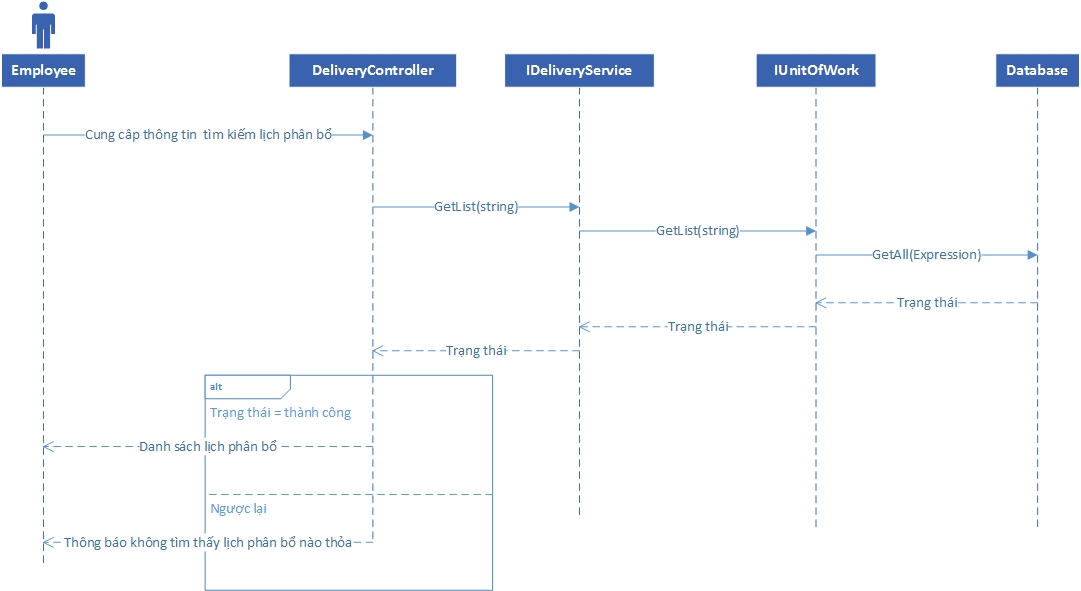 Employee
DeliveryController
IDeliveryService
IUnitOfWork
Database
Cung câp thông tin tìm kiếm lịch phân bổ
GetList(string)
GetList(string)
GetAll(Expression)
Trạng thái
Trạng thái
Trạng thái
alt
Trạng thái = thành công
Danh sách lịch phân bổ
Ngược lại
Thông báo không tìm thấy lịch phân bổ nào thỏa